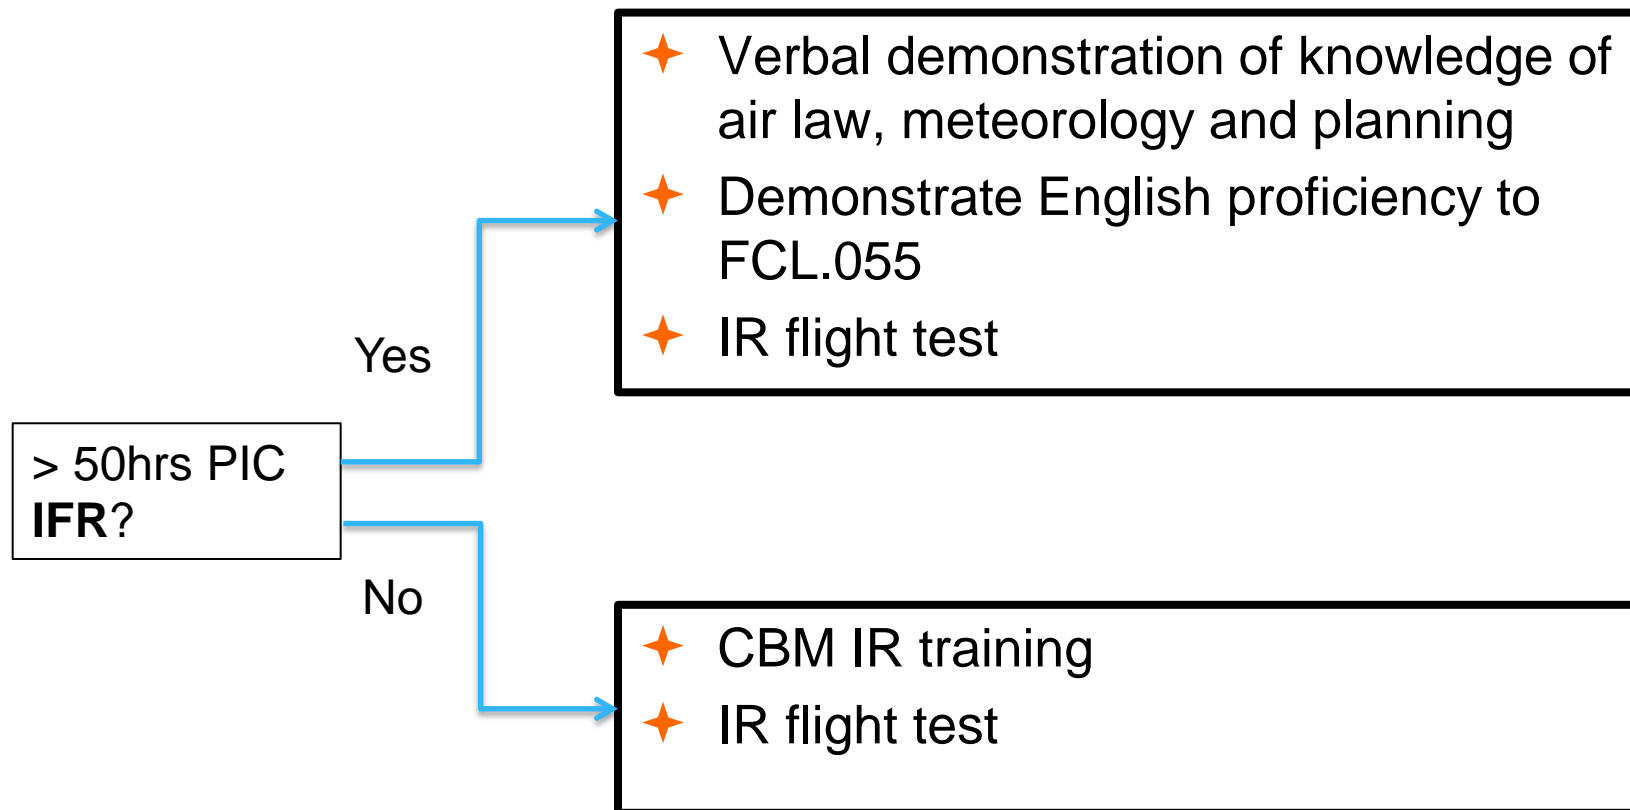 Verbal demonstration of knowledge of
air law, meteorology and planning
Demonstrate English proficiency to
FCL.055
IR flight test
Yes
> 50hrs PIC
IFR?
No
CBM IR training
IR flight test